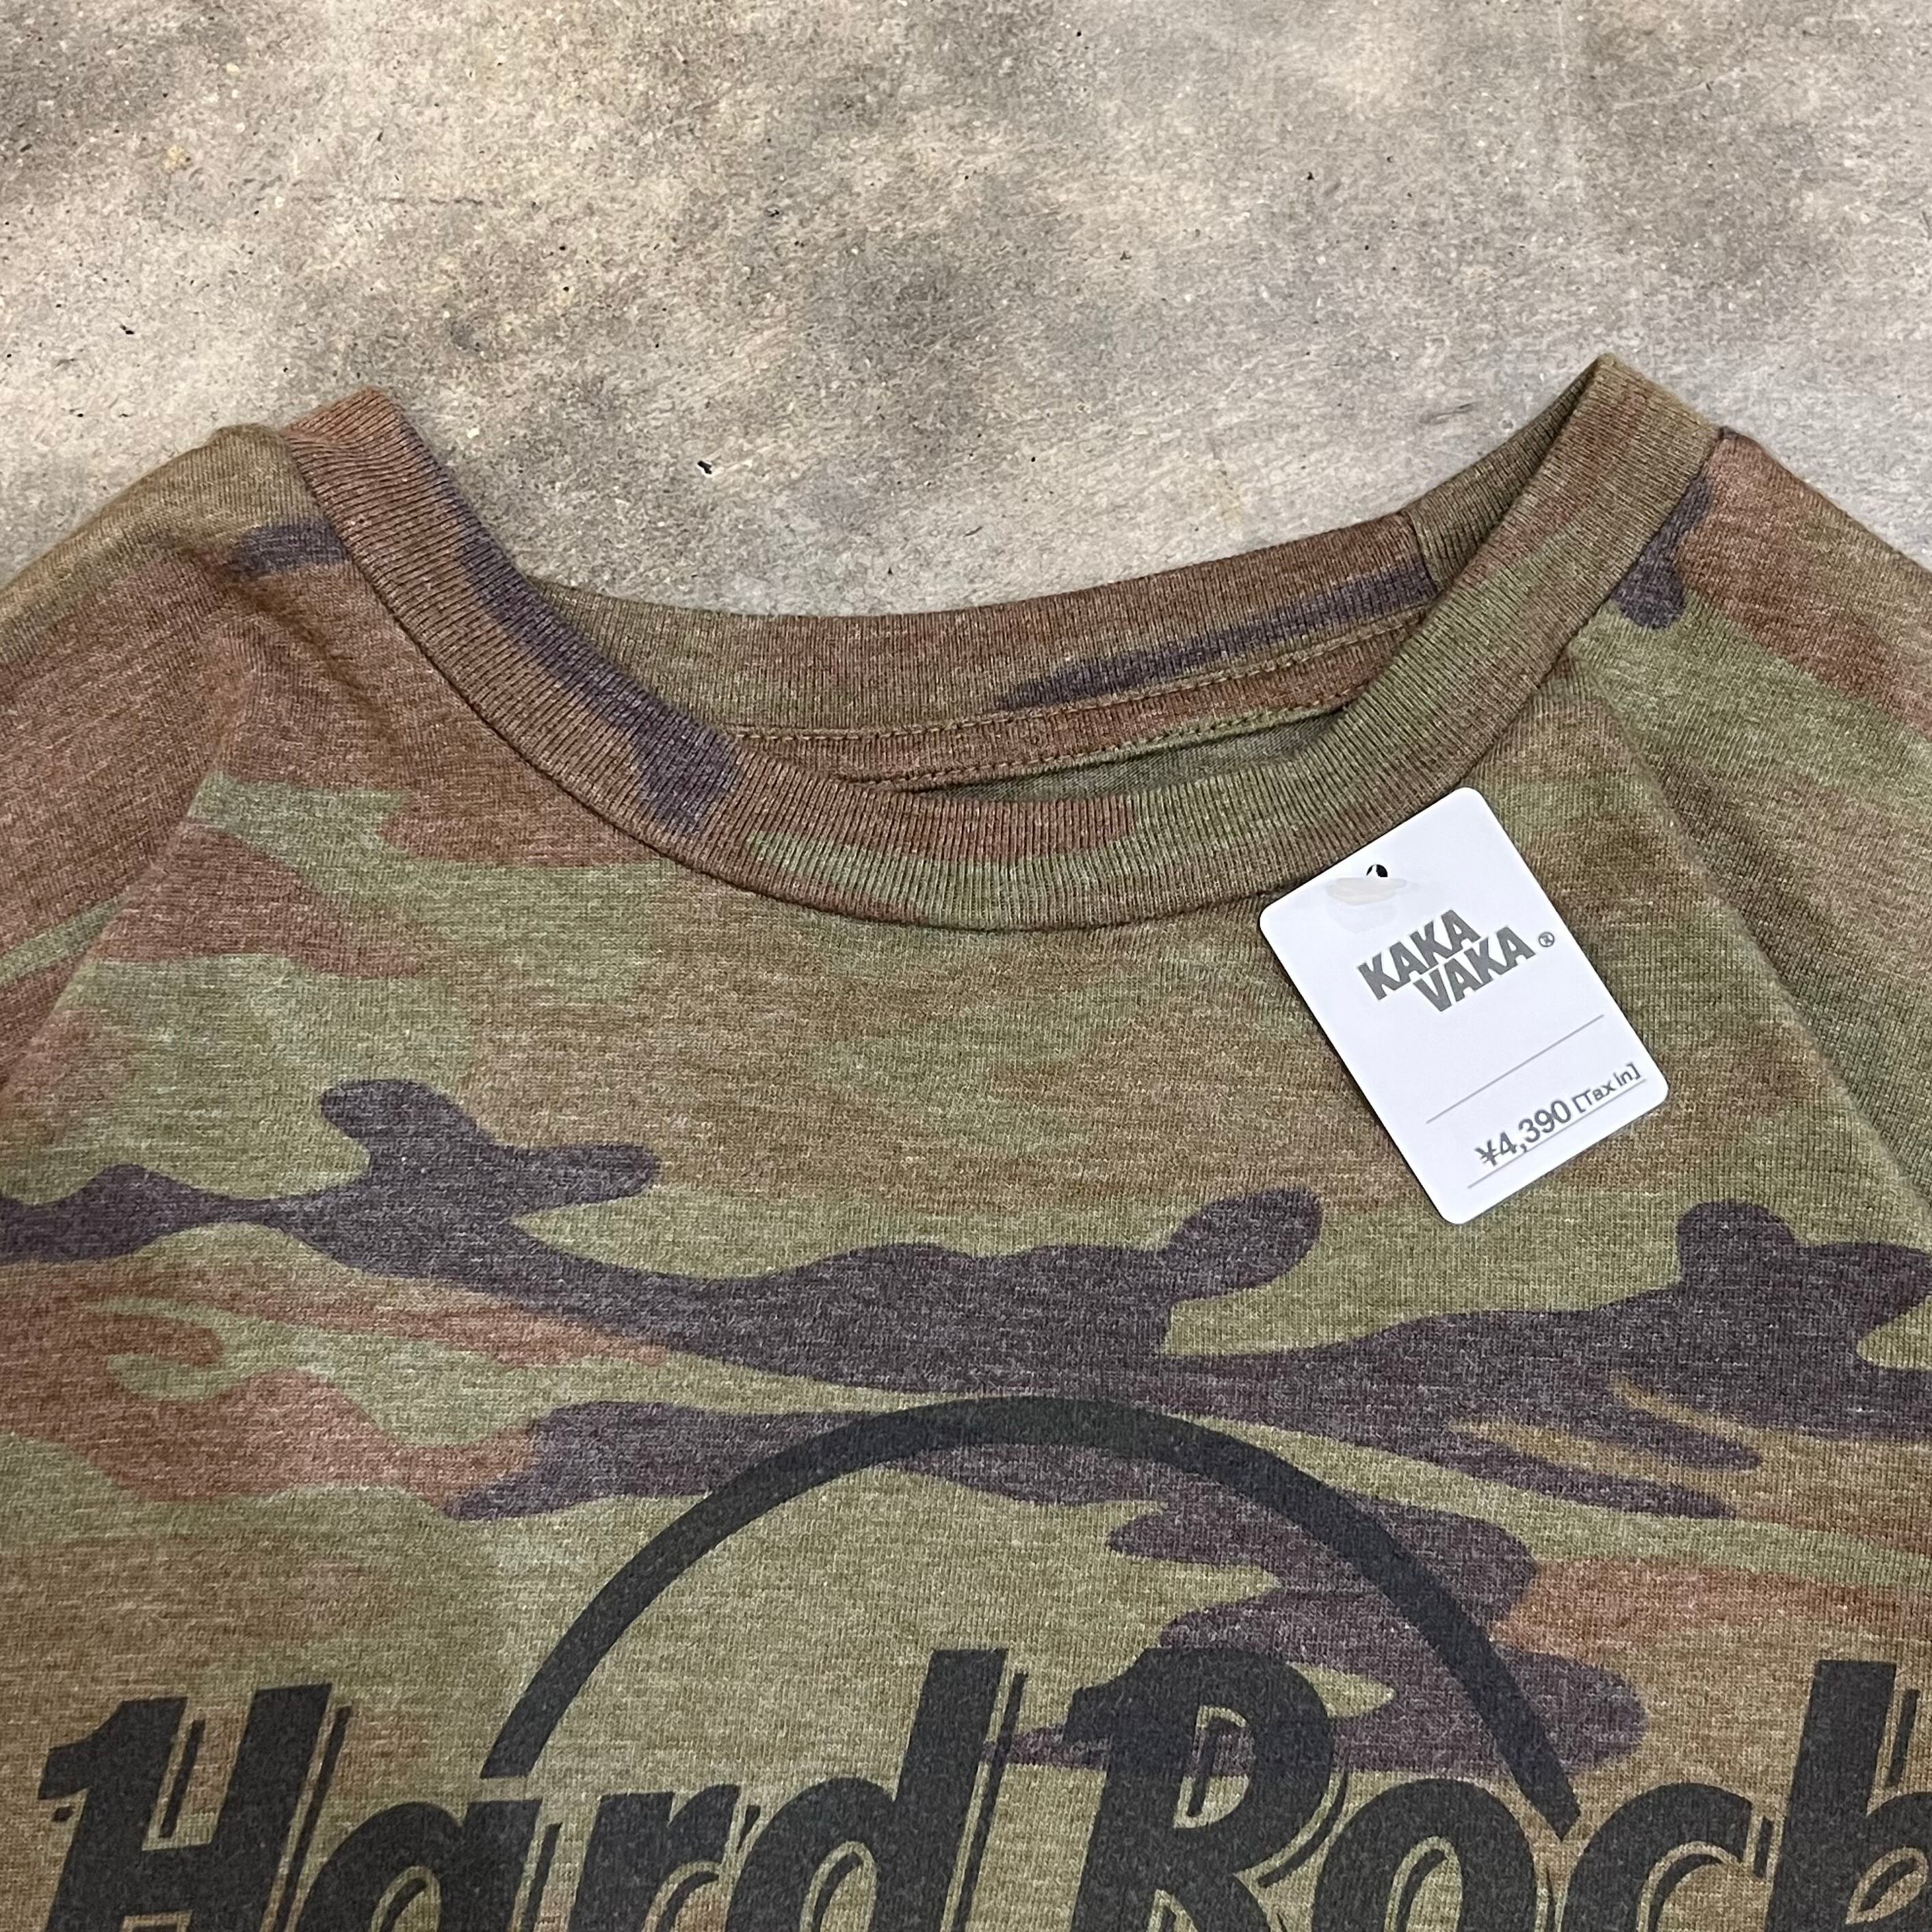 KAKA
VAKA®
¥4,390 [Tax in]
Hard Rock